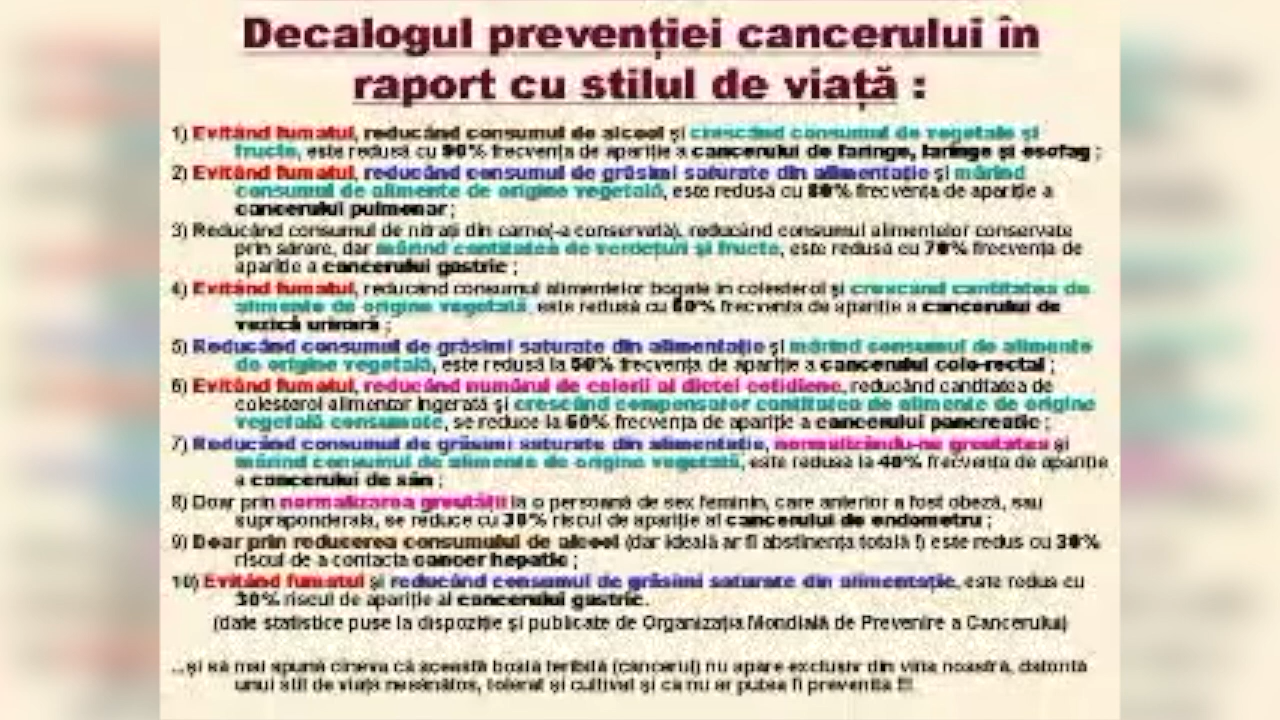 Decalogul prevenției cancerului în
raport cu stilul de viață :
1) Evitând fumatul, reducând consumul de alcool și crescând consumul de vegetale și
fructe, este redusă cu 90% frecvența de apariție a cancerului de faringe, laringe și esofag ;
2) Evitând fumatul, reducând consumul de grăsimi saturate din alimentație și mărind
consumul de alimente de origine vegetală, este redusă cu 80% frecvența de apariție a
cancerului pulmonar;
3) Reducând consumul de nitrați din carne(-a conservată), reducând consumul alimentelor conservate
prin sărare, dar mărind cantitatea de verdețuri și fructe, este redusă cu 70% frecvența de
apariție a cancerului gastric ;
4) Evitând fumatul, reducând consumul alimentelor bogate în colesterol și crescând cantitatea de
alimente de origine vegetală, este redusă cu 60% frecvența de apariție a cancerului de
vezică urinară ;
5) Reducând consumul de grăsimi saturate din alimentație și mărind consumul de alimente
de origine vegetală, este redusă la 50% frecvența de apariție a cancerului colo-rectal ;
6) Evitând fumatul, reducând numărul de calorii al dietei cotidiene, reducând canditatea de
colesterol alimentar ingerată și crescând compensator cantitatea de alimente de origine
vegetală consumate, se reduce la 50% frecvența de apariție a cancerului pancreatic ;
7) Reducând consumul de grăsimi saturate din alimentație, normalizându-ne greutatea și
mărind consumul de alimente de origine vegetală, este redusă la 40% frecvența de apariție
a cancerului de sân ;
8) Doar prin normalizarea greutății la o persoană de sex feminin, care anterior a fost obeză, sau
supraponderală, se reduce cu 30% riscul de apariție al cancerului de endometru ;
9) Doar prin reducerea consumului de alcool (dar ideală ar fi abstinența totală !) este redus cu 30%
riscul de a contacta cancer hepatic ;
10) Evitând fumatul și reducând consumul de grăsimi saturate din alimentație, este redus cu
30% riscul de apariție al cancerului gastric.
(date statistice puse la dispoziție și publicate de Organizația Mondială de Prevenire a Cancerului)
...și să mai spună cineva că această boală teribilă (cancerul) nu apare exclusiv din vina noastră, datorită
unui stil de viață nesănătos, tolerat și cultivat și că nu ar putea fi prevenită !!!